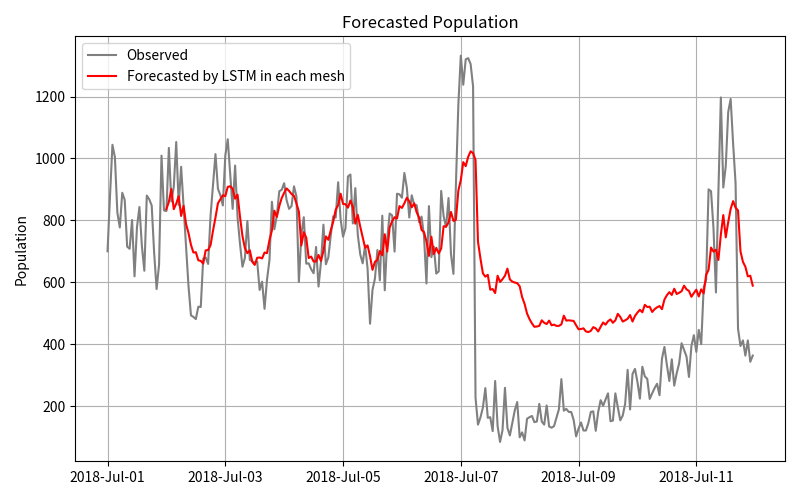 Forecasted Population
Observed
Forecasted by LSTM in each mesh
Population
1200
1000
800
600
400
200
2018-Jul-01
2018-Jul-03
2018-Jul-05
2018-Jul-07
2018-Jul-09
2018-Jul-11